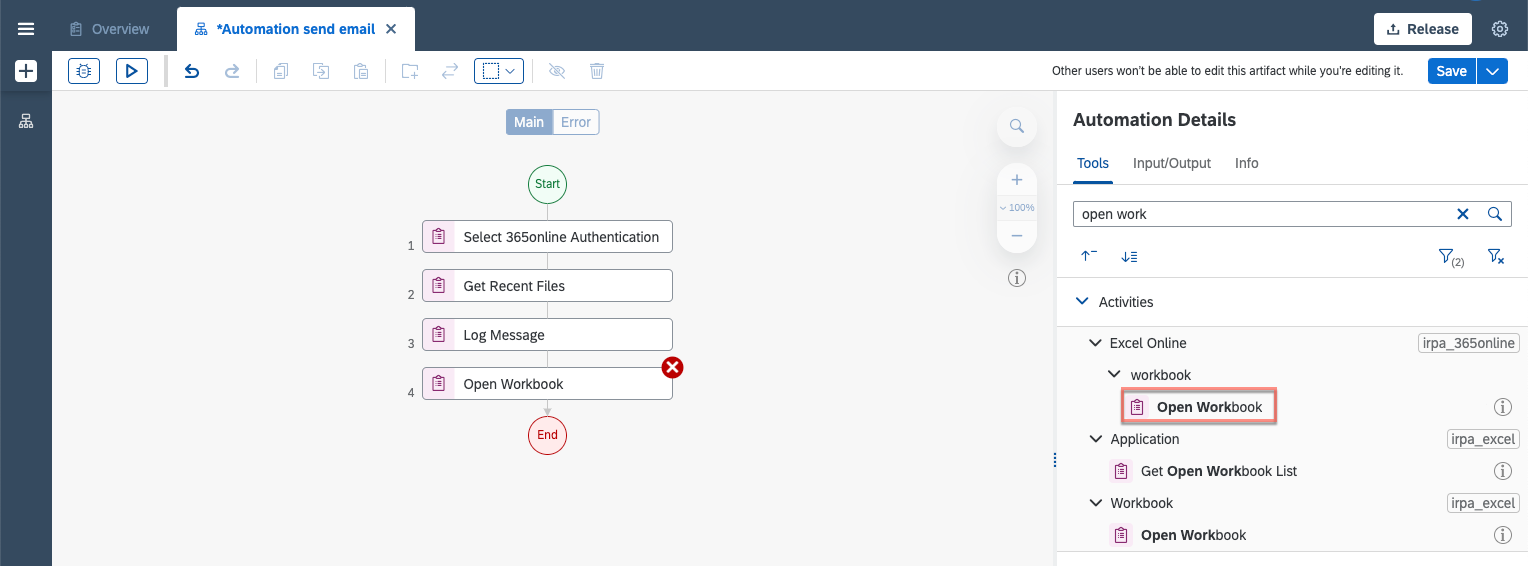 Overview
*Automation send email
Release
Other users won't be able to edit this artifact while you're editing it.
Save
Main
Error
Start
1
Select 365online Authentication
2
Get Recent Files
3
Log Message
4
Open Workbook
End
100%
Automation Details
Tools
Input/Output
Info
open work
(2)
Activities
Excel Online
irpa_365online
workbook
Open Workbook
Application
irpa_excel
Get Open Workbook List
Workbook
irpa_excel
Open Workbook